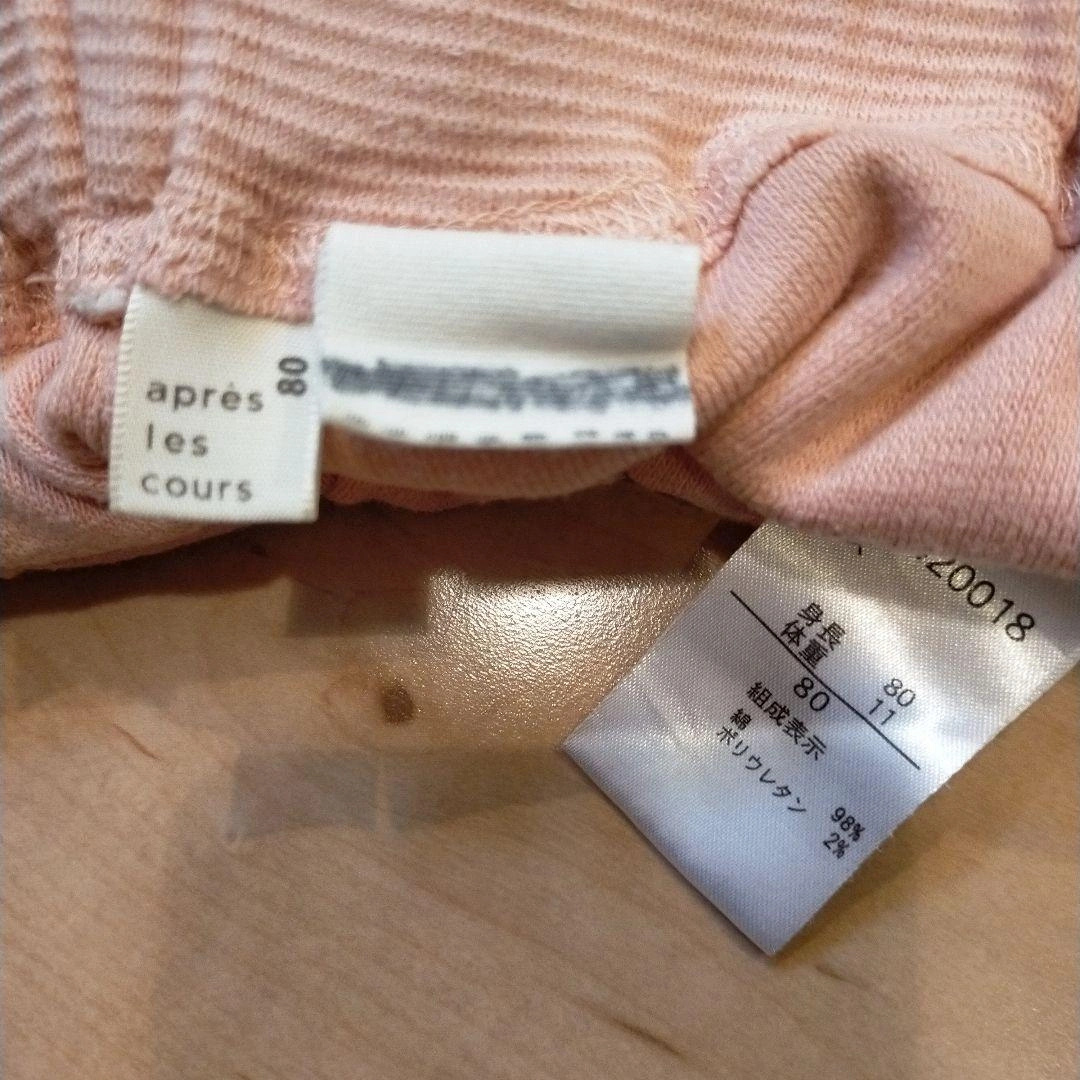 après
les
cours
80
20018
身長 80
体重 11
80
組成表示
綿 98%
ポリウレタン 2%